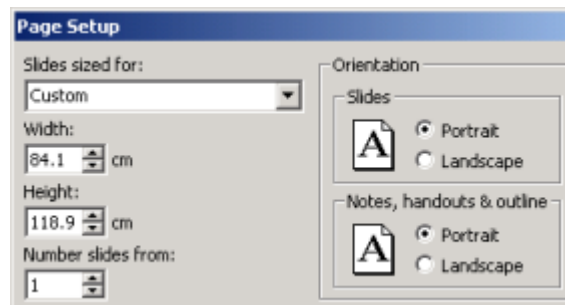 Page Setup
Slides sized for:
Custom
Width:
84.1 cm
Height:
118.9 cm
Number slides from:
1
Orientation
Slides
A
Portrait
Landscape
Notes, handouts & outline
A
Portrait
Landscape